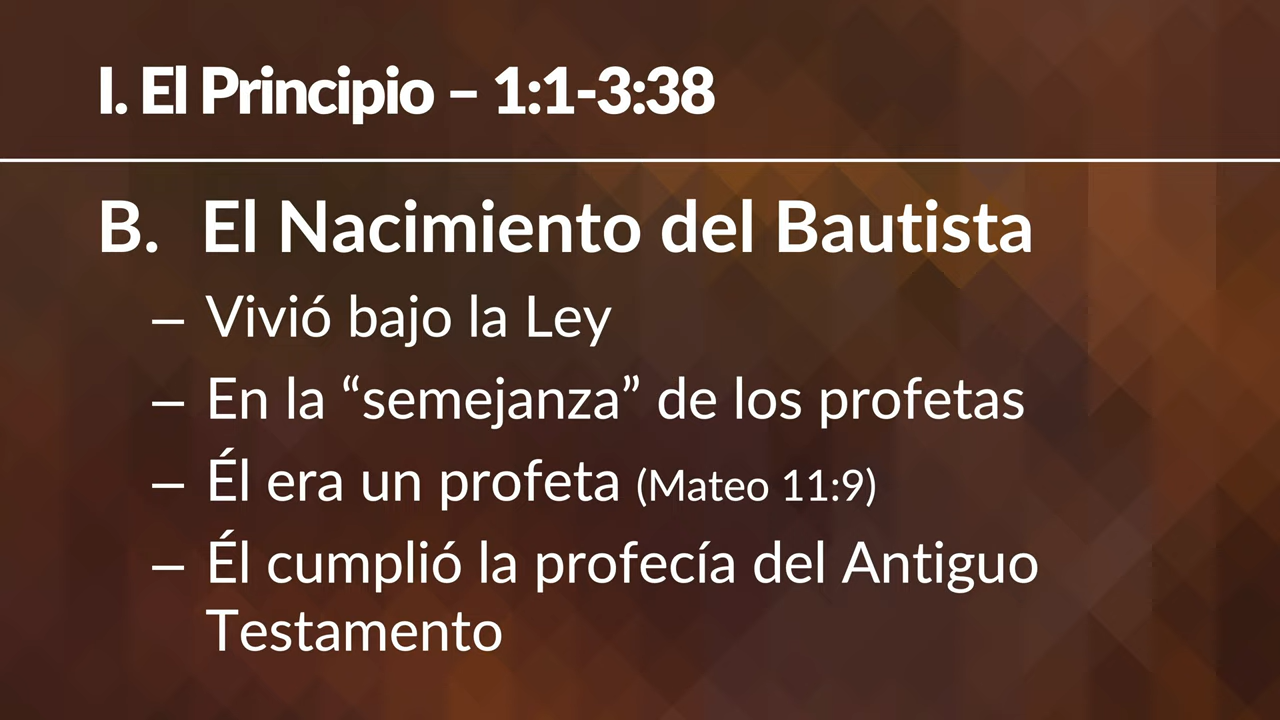 I. El Principio – 1:1-3:38
B. El Nacimiento del Bautista
– Vivió bajo la Ley
– En la “semejanza” de los profetas
– Él era un profeta (Mateo 11:9)
– Él cumplió la profecía del Antiguo
Testamento